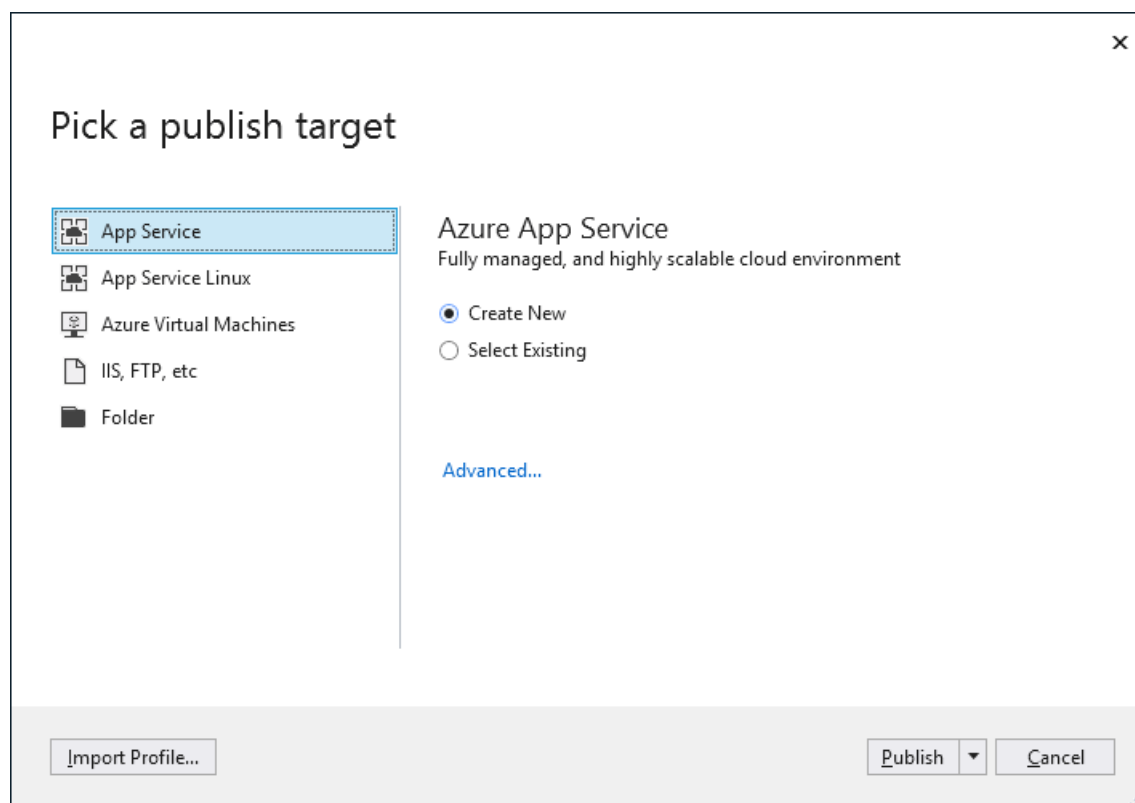 Pick a publish target
App Service
App Service Linux
Azure Virtual Machines
IIS, FTP, etc
Folder
Azure App Service
Fully managed, and highly scalable cloud environment
Create New
Select Existing
Advanced...
Import Profile...
Publish
Cancel